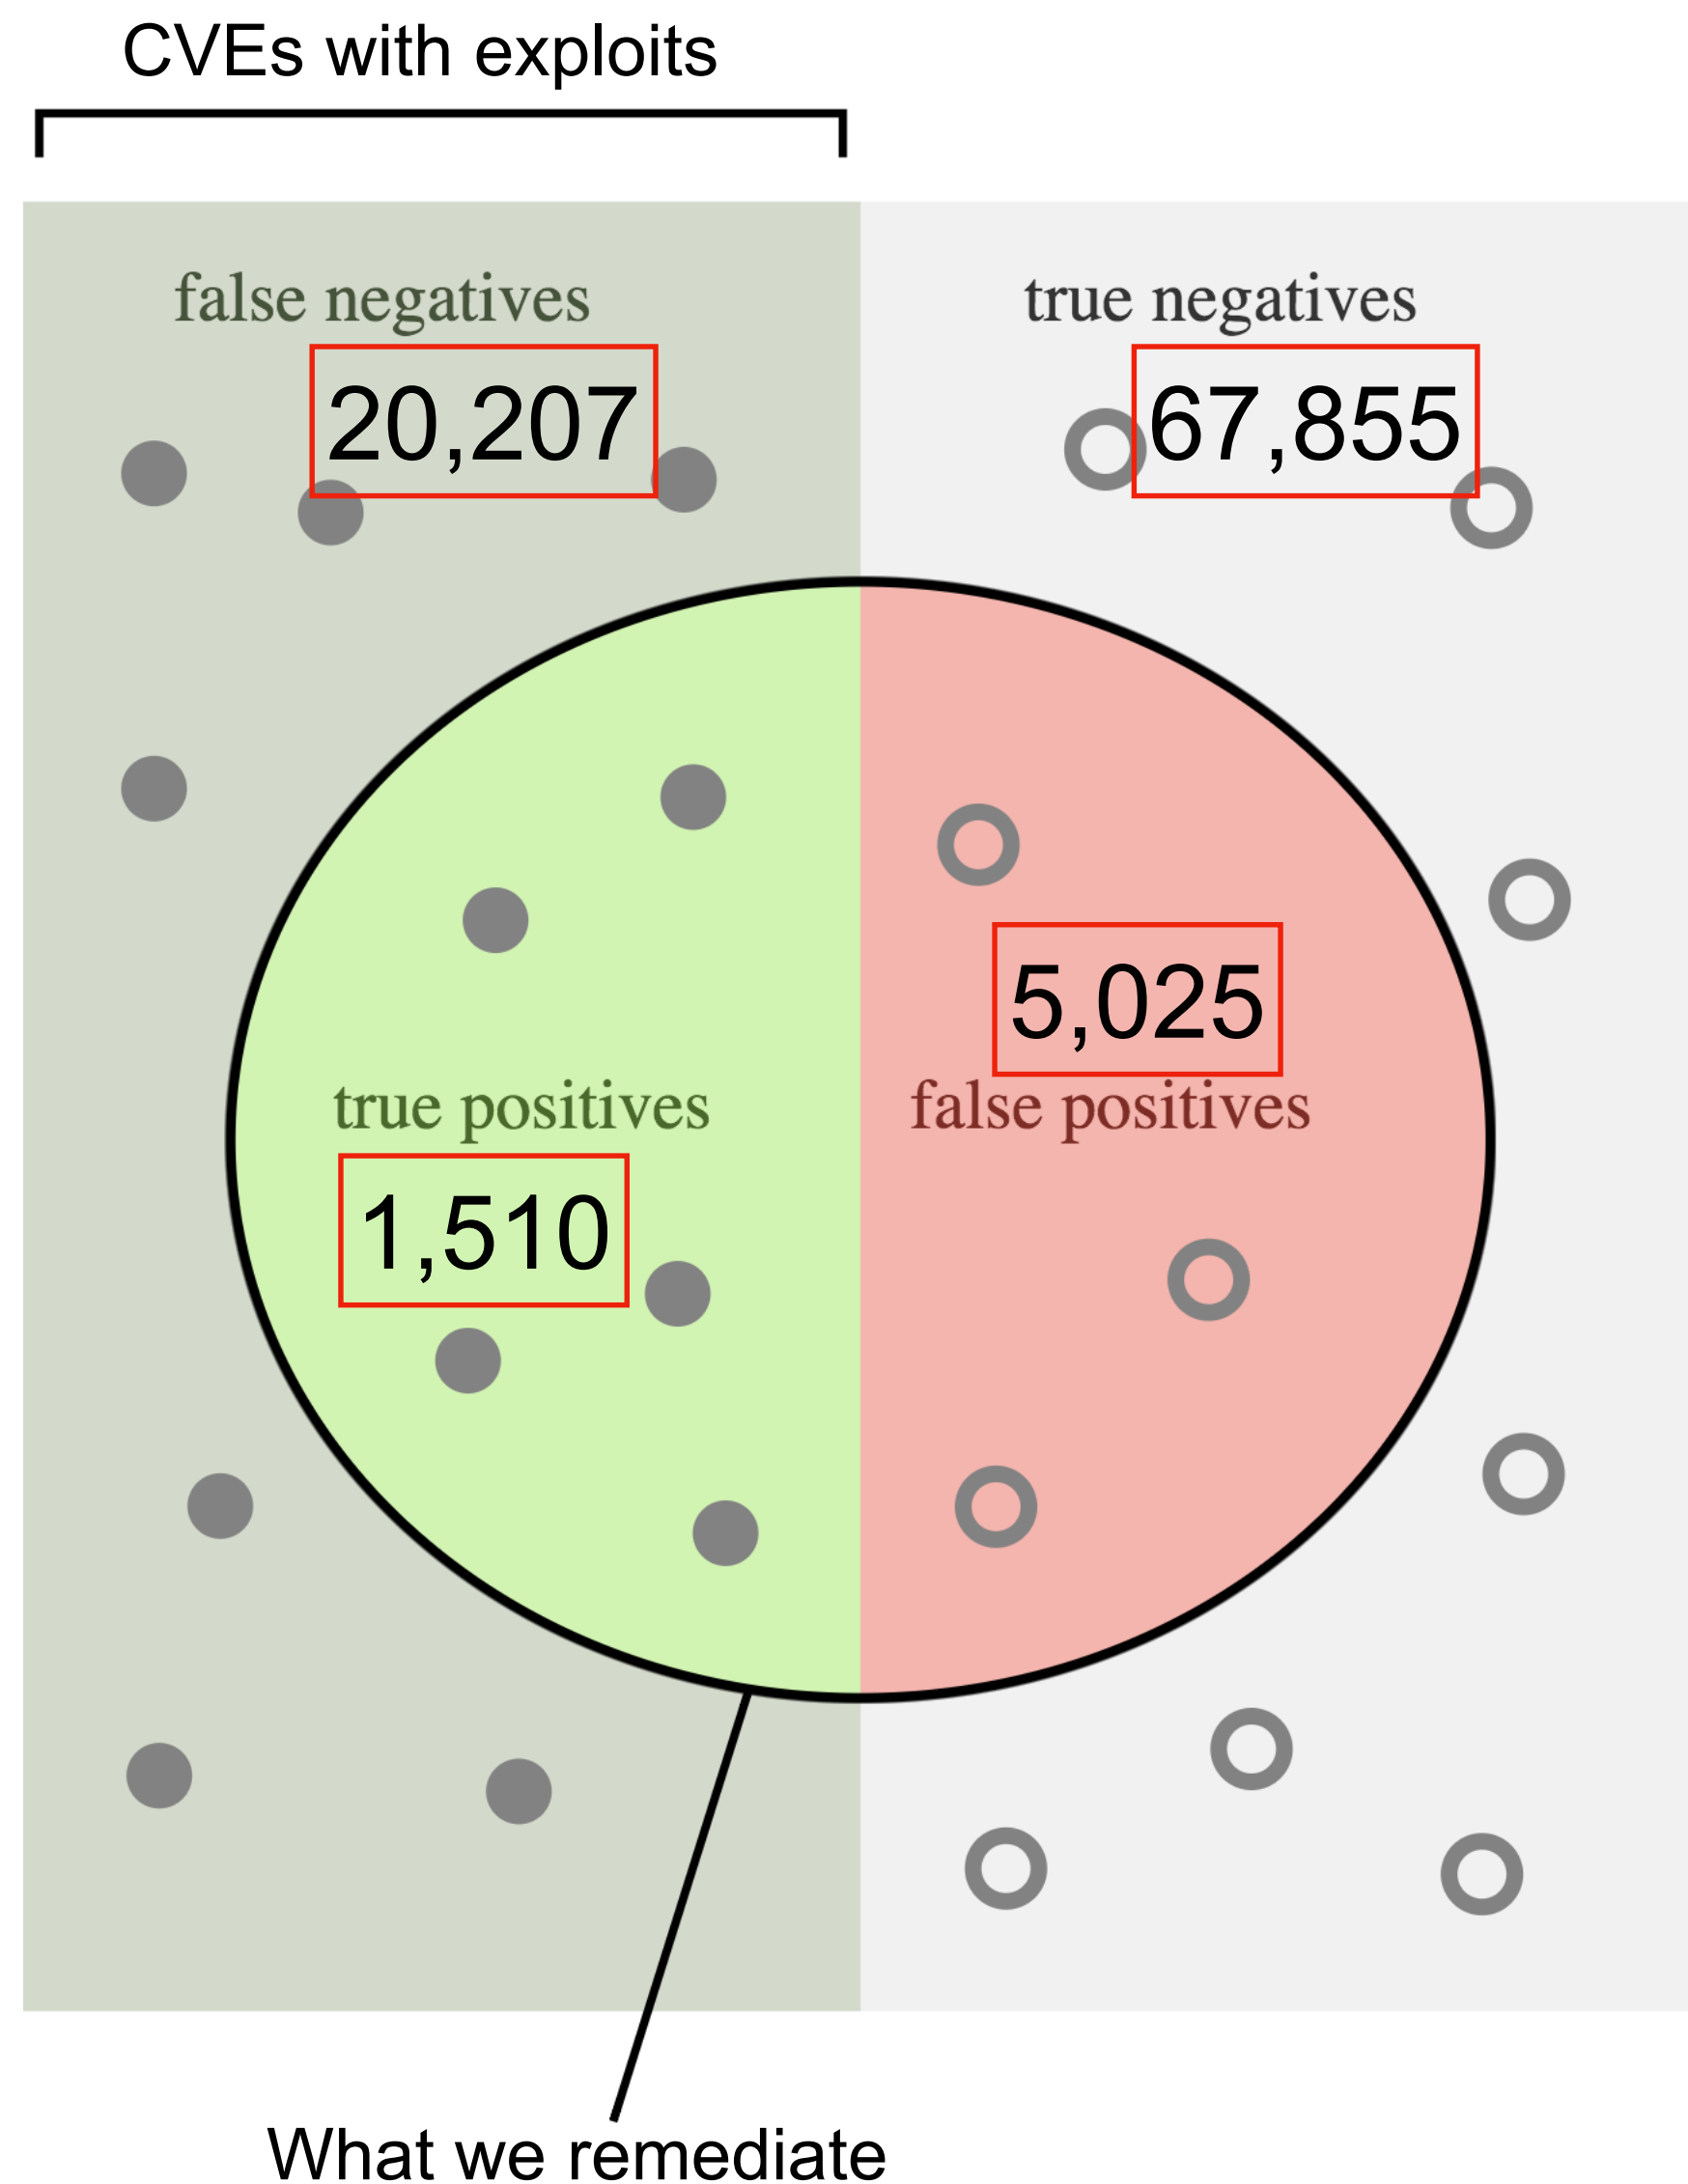 CVEs with exploits
false negatives
20,207
true negatives
67,855
5,025
false positives
true positives
1,510
What we remediate